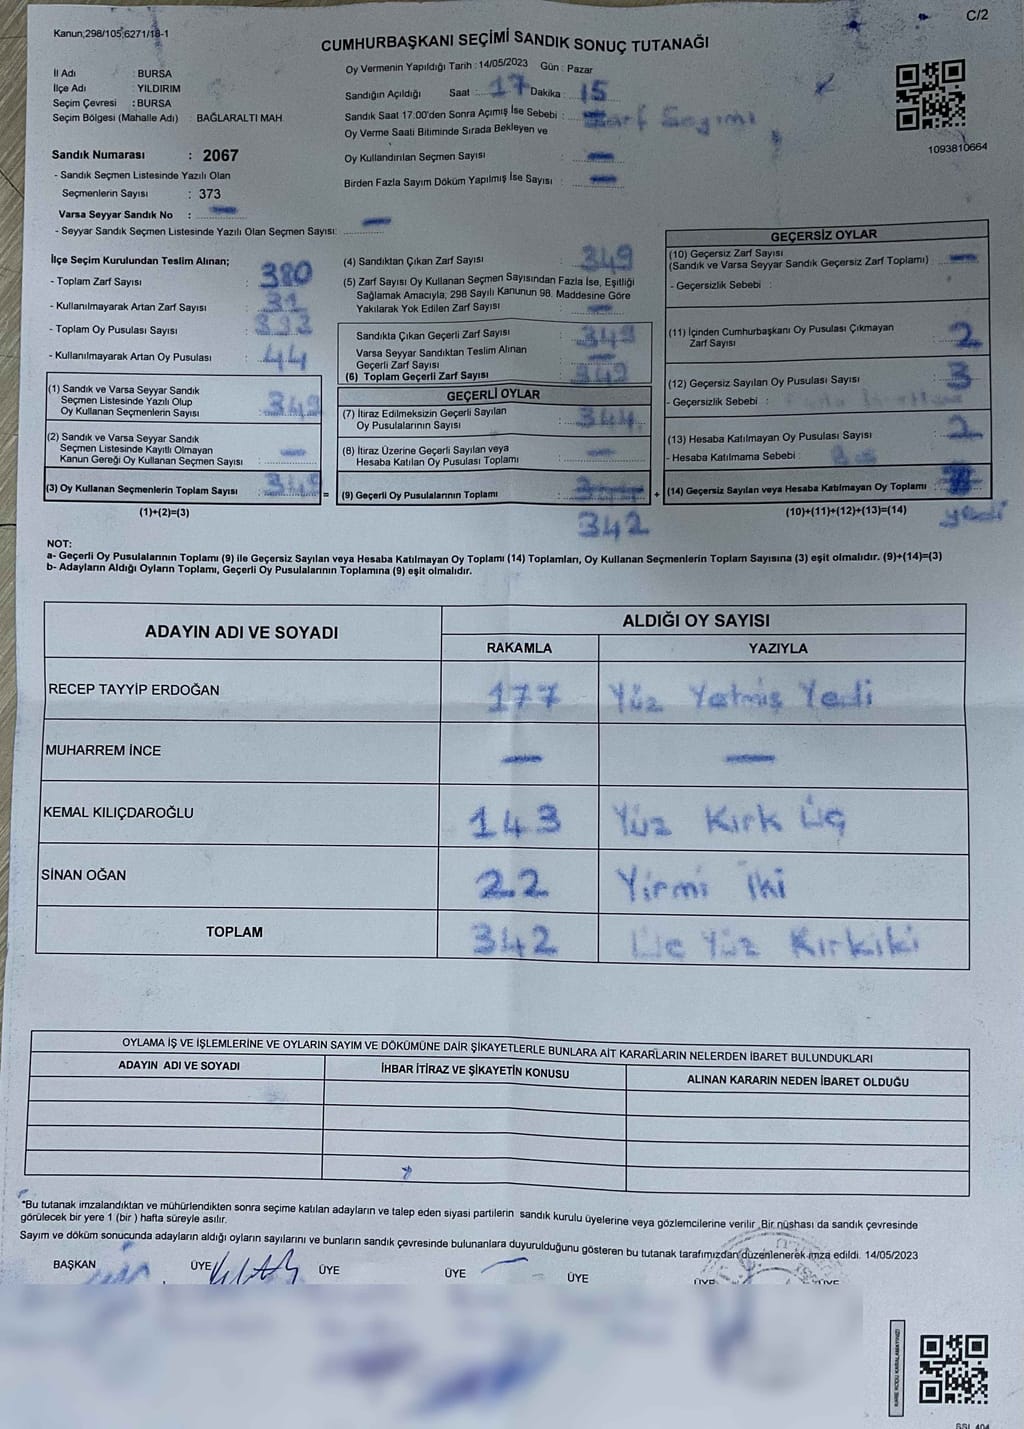 C/2
Kanun;298/105;6271/18-1
CUMHURBAŞKANI SEÇİMİ SANDIK SONUÇ TUTANAĞI
İl Adı : BURSA
İlçe Adı : YILDIRIM
Seçim Çevresi : BURSA
Seçim Bölgesi (Mahalle Adı) : BAĞLARALTI MAH.
Oy Vermenin Yapıldığı Tarih : 14/05/2023 Gün : Pazar
Sandığın Açıldığı Saat : 17 Dakika : 15
Sandık Saat 17:00'den Sonra Açımış İse Sebebi : Zarf Sayımı
Oy Verme Saati Bitiminde Sırada Bekleyen ve
Oy Kullandırılan Seçmen Sayısı : —
Birden Fazla Sayım Döküm Yapılmış İse Sayısı : —
1093810664
Sandık Numarası : 2067
- Sandık Seçmen Listesinde Yazılı Olan
Seçmenlerin Sayısı : 373
Varsa Seyyar Sandık No : —
- Seyyar Sandık Seçmen Listesinde Yazılı Olan Seçmen Sayısı: —
İlçe Seçim Kurulundan Teslim Alınan;
- Toplam Zarf Sayısı : 380
- Kullanılmayarak Artan Zarf Sayısı : 31
- Toplam Oy Pusulası Sayısı :
- Kullanılmayarak Artan Oy Pusulası : 44
(1) Sandık ve Varsa Seyyar Sandık
Seçmen Listesinde Yazılı Olup
Oy Kullanan Seçmenlerin Sayısı : 349
(2) Sandık ve Varsa Seyyar Sandık
Seçmen Listesinde Kayıtlı Olmayan
Kanun Gereği Oy Kullanan Seçmen Sayısı : —
(3) Oy Kullanan Seçmenlerin Toplam Sayısı : 349 =
(1)+(2)=(3)
(4) Sandıktan Çıkan Zarf Sayısı : 349
(5) Zarf Sayısı Oy Kullanan Seçmen Sayısından Fazla İse, Eşitliği
Sağlamak Amacıyla; 298 Sayılı Kanunun 98. Maddesine Göre
Yakılarak Yok Edilen Zarf Sayısı : —
Sandıkta Çıkan Geçerli Zarf Sayısı : 349
Varsa Seyyar Sandıktan Teslim Alınan
Geçerli Zarf Sayısı : —
(6) Toplam Geçerli Zarf Sayısı : 349
GEÇERLİ OYLAR
(7) İtiraz Edilmeksizin Geçerli Sayılan
Oy Pusulalarının Sayısı : 344
(8) İtiraz Üzerine Geçerli Sayılan veya
Hesaba Katılan Oy Pusulası Toplamı : —
(9) Geçerli Oy Pusulalarının Toplamı : +
342
GEÇERSİZ OYLAR
(10) Geçersiz Zarf Sayısı
(Sandık ve Varsa Seyyar Sandık Geçersiz Zarf Toplamı) : —
- Geçersizlik Sebebi :
(11) İçinden Cumhurbaşkanı Oy Pusulası Çıkmayan
Zarf Sayısı : 2
(12) Geçersiz Sayılan Oy Pusulası Sayısı : 3
- Geçersizlik Sebebi :
(13) Hesaba Katılmayan Oy Pusulası Sayısı : 2
- Hesaba Katılmama Sebebi :
(14) Geçersiz Sayılan veya Hesaba Katılmayan Oy Toplamı :
(10)+(11)+(12)+(13)=(14) yedi
NOT:
a- Geçerli Oy Pusulalarının Toplamı (9) ile Geçersiz Sayılan veya Hesaba Katılmayan Oy Toplamı (14) Toplamları, Oy Kullanan Seçmenlerin Toplam Sayısına (3) eşit olmalıdır. (9)+(14)=(3)
b- Adayların Aldığı Oyların Toplamı, Geçerli Oy Pusulalarının Toplamına (9) eşit olmalıdır.
ADAYIN ADI VE SOYADI
ALDIĞI OY SAYISI
RAKAMLA YAZIYLA
RECEP TAYYİP ERDOĞAN 177 Yüz Yetmiş Yedi
MUHARREM İNCE — —
KEMAL KILIÇDAROĞLU 143 Yüz Kırk Üç
SİNAN OĞAN 22 Yirmi İki
TOPLAM 342 Üç Yüz Kırkiki
OYLAMA İŞ VE İŞLEMLERİNE VE OYLARIN SAYIM VE DÖKÜMÜNE DAİR ŞİKAYETLERLE BUNLARA AİT KARARLARIN NELERDEN İBARET BULUNDUKLARI
ADAYIN ADI VE SOYADI İHBAR İTİRAZ VE ŞİKAYETİN KONUSU ALINAN KARARIN NEDEN İBARET OLDUĞU
*Bu tutanak imzalandıktan ve mühürlendikten sonra seçime katılan adayların ve talep eden siyasi partilerin sandık kurulu üyelerine veya gözlemcilerine verilir. Bir nüshası da sandık çevresinde
görülecek bir yere 1 (bir) hafta süreyle asılır.
Sayım ve döküm sonucunda adayların aldığı oyların sayılarını ve bunların sandık çevresinde bulunanlara duyurulduğunu gösteren bu tutanak tarafımızdan düzenlenerek imza edildi. 14/05/2023
BAŞKAN ÜYE ÜYE ÜYE ÜYE ÜYE ÜYE